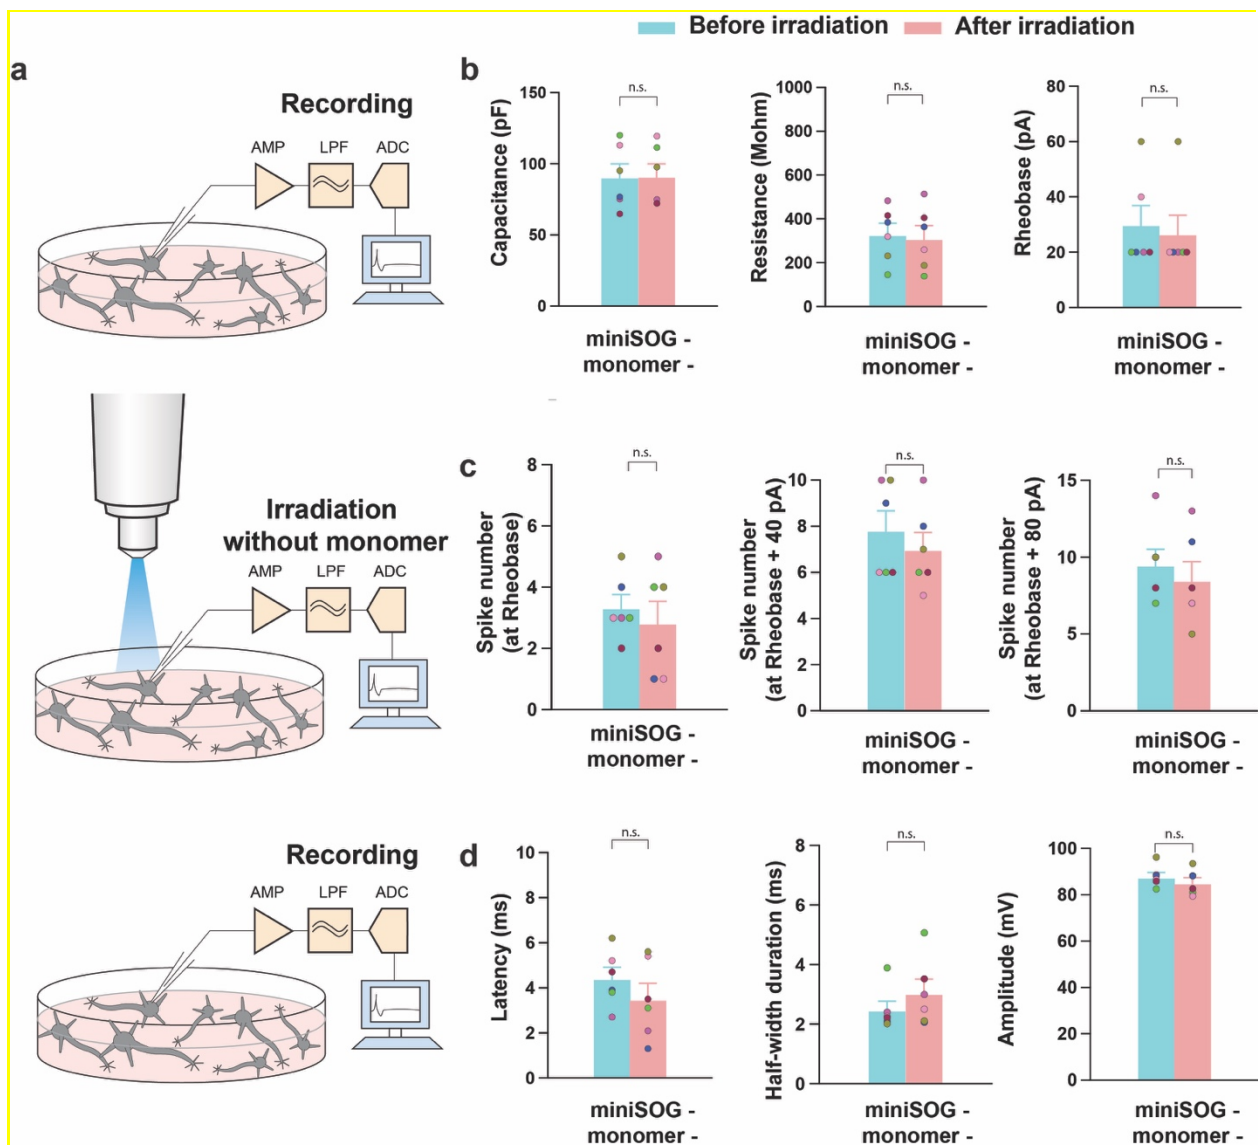 Before irradiation After irradiation
a
Recording
AMP LPF ADC
Irradiation
without monomer
AMP LPF ADC
Recording
AMP LPF ADC
b
Capacitance (pF)
150
100
50
0
n.s.
miniSOG -
monomer -
Resistance (Mohm)
1000
800
600
400
200
0
n.s.
miniSOG -
monomer -
Rheobase (pA)
80
60
40
20
0
n.s.
miniSOG -
monomer -
c
Spike number
(at Rheobase)
8
6
4
2
0
n.s.
miniSOG -
monomer -
Spike number
(at Rheobase + 40 pA)
10
8
6
4
2
0
n.s.
miniSOG -
monomer -
Spike number
(at Rheobase + 80 pA)
15
10
5
0
n.s.
miniSOG -
monomer -
d
Latency (ms)
10
8
6
4
2
0
n.s.
miniSOG -
monomer -
Half-width duration (ms)
8
6
4
2
0
n.s.
miniSOG -
monomer -
Amplitude (mV)
100
80
60
40
20
0
n.s.
miniSOG -
monomer -